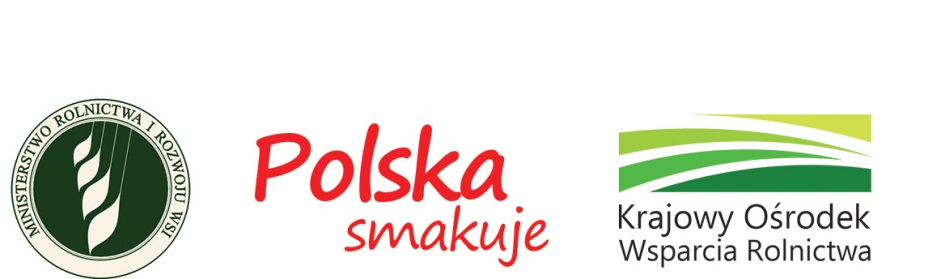 MINISTERSTWO ROLNICTWA I ROZWOJU WSI
Polska
smakuje
Krajowy Ośrodek
Wsparcia Rolnictwa